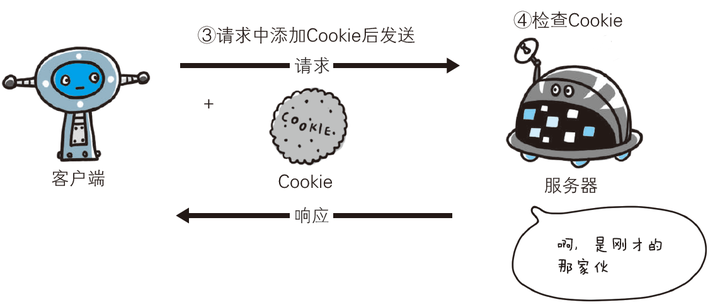 ③请求中添加Cookie后发送
④检查Cookie
请求
+
COOKIE.
客户端
Cookie
服务器
响应
啊，是刚才的
那家伙